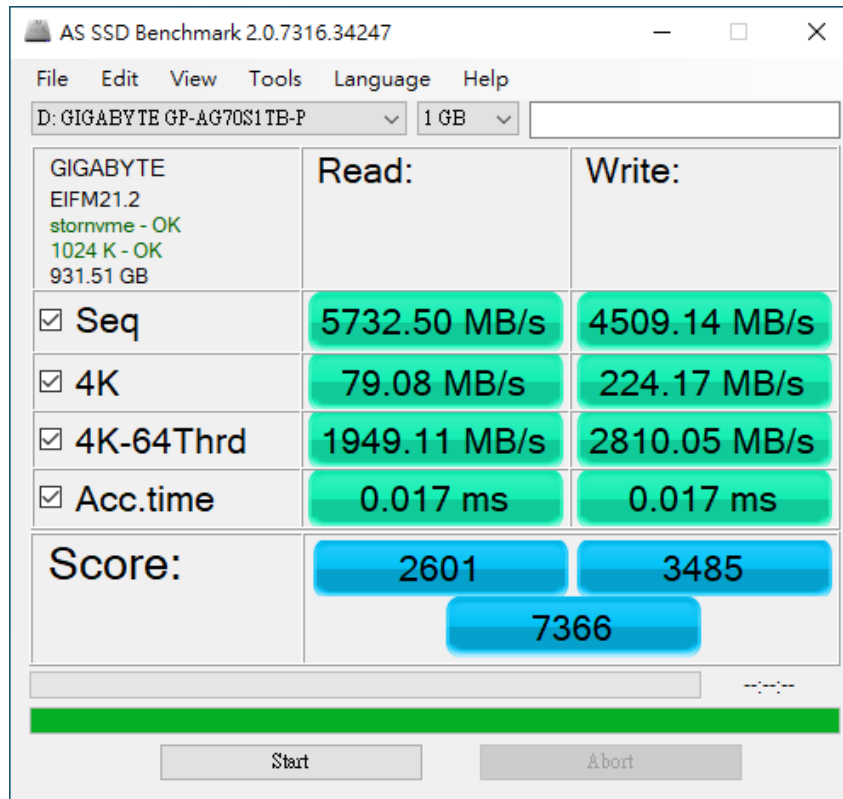 AS SSD Benchmark 2.0.7316.34247
File Edit View Tools Language Help
D: GIGABYTE GP-AG70S1TB-P 1 GB
GIGABYTE
EIFM21.2
stornvme - OK
1024 K - OK
931.51 GB
Read: Write:
Seq 5732.50 MB/s 4509.14 MB/s
4K 79.08 MB/s 224.17 MB/s
4K-64Thrd 1949.11 MB/s 2810.05 MB/s
Acc.time 0.017 ms 0.017 ms
Score: 2601 3485
7366
--:--:--
Start Abort